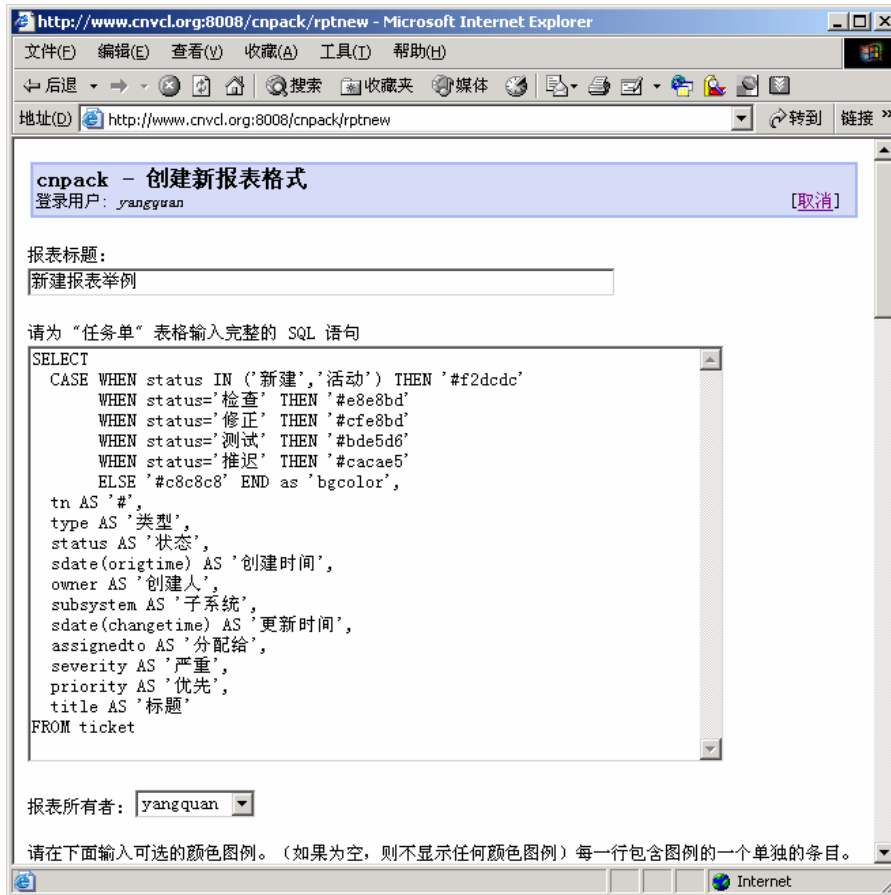 http://www.cnvcl.org:8008/cnpack/rptnew - Microsoft Internet Explorer
文件(F) 编辑(E) 查看(V) 收藏(A) 工具(T) 帮助(H)
后退 搜索 收藏夹 媒体
地址(D) http://www.cnvcl.org:8008/cnpack/rptnew 转到 链接 »
cnpack - 创建新报表格式
登录用户: yangquan [取消]
报表标题:
新建报表举例
请为 “任务单” 表格输入完整的 SQL 语句
SELECT
CASE WHEN status IN ('新建','活动') THEN '#f2dcdc'
WHEN status='检查' THEN '#e8e8bd'
WHEN status='修正' THEN '#cfe8bd'
WHEN status='测试' THEN '#bde5d6'
WHEN status='推迟' THEN '#cacae5'
ELSE '#c8c8c8' END as 'bgcolor',
tn AS '#',
type AS '类型',
status AS '状态',
sdate(origtime) AS '创建时间',
owner AS '创建人',
subsystem AS '子系统',
sdate(changetime) AS '更新时间',
assignedto AS '分配给',
severity AS '严重',
priority AS '优先',
title AS '标题'
FROM ticket
报表所有者: yangquan
请在下面输入可选的颜色图例。（如果为空，则不显示任何颜色图例）每一行包含图例的一个单独的条目。
Internet